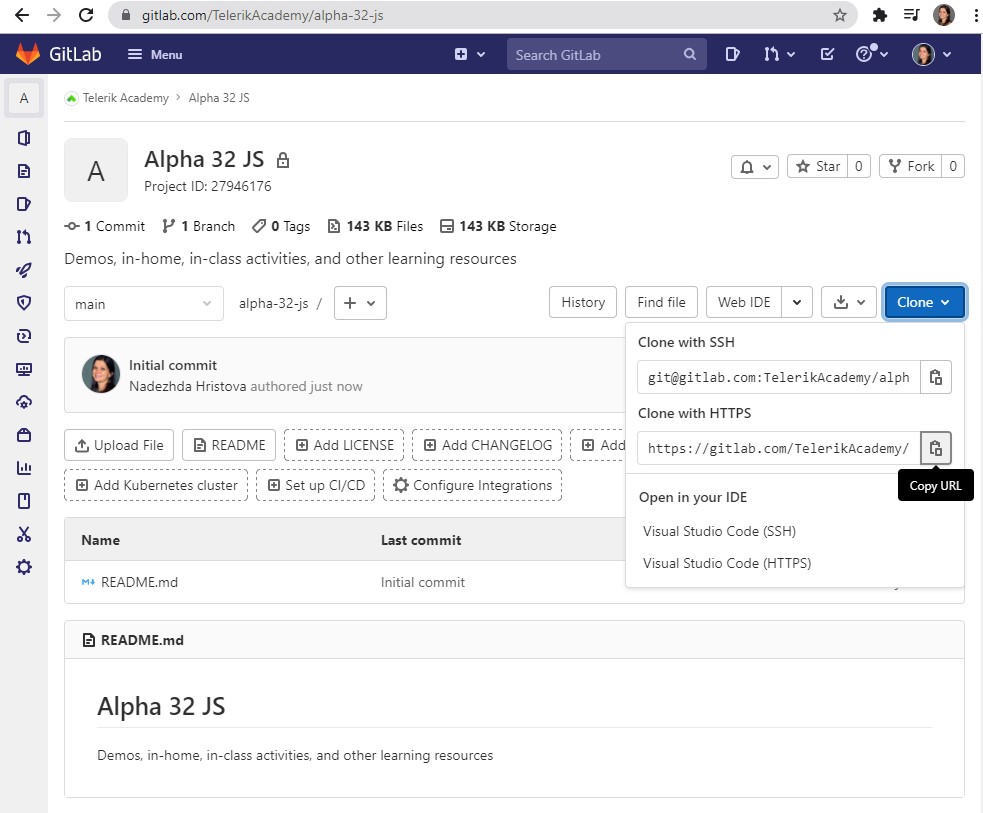 gitlab.com/TelerikAcademy/alpha-32-js
GitLab Menu Search GitLab
A Telerik Academy > Alpha 32 JS
A Alpha 32 JS
Project ID: 27946176
Star 0 Fork 0
1 Commit 1 Branch 0 Tags 143 KB Files 143 KB Storage
Demos, in-home, in-class activities, and other learning resources
main alpha-32-js / + History Find file Web IDE Clone
Clone with SSH
git@gitlab.com:TelerikAcademy/alph
Clone with HTTPS
https://gitlab.com/TelerikAcademy/
Copy URL
Open in your IDE
Visual Studio Code (SSH)
Visual Studio Code (HTTPS)
Initial commit
Nadezhda Hristova authored just now
Upload File README Add LICENSE Add CHANGELOG Add
Add Kubernetes cluster Set up CI/CD Configure Integrations
Name Last commit
README.md Initial commit
README.md
Alpha 32 JS
Demos, in-home, in-class activities, and other learning resources